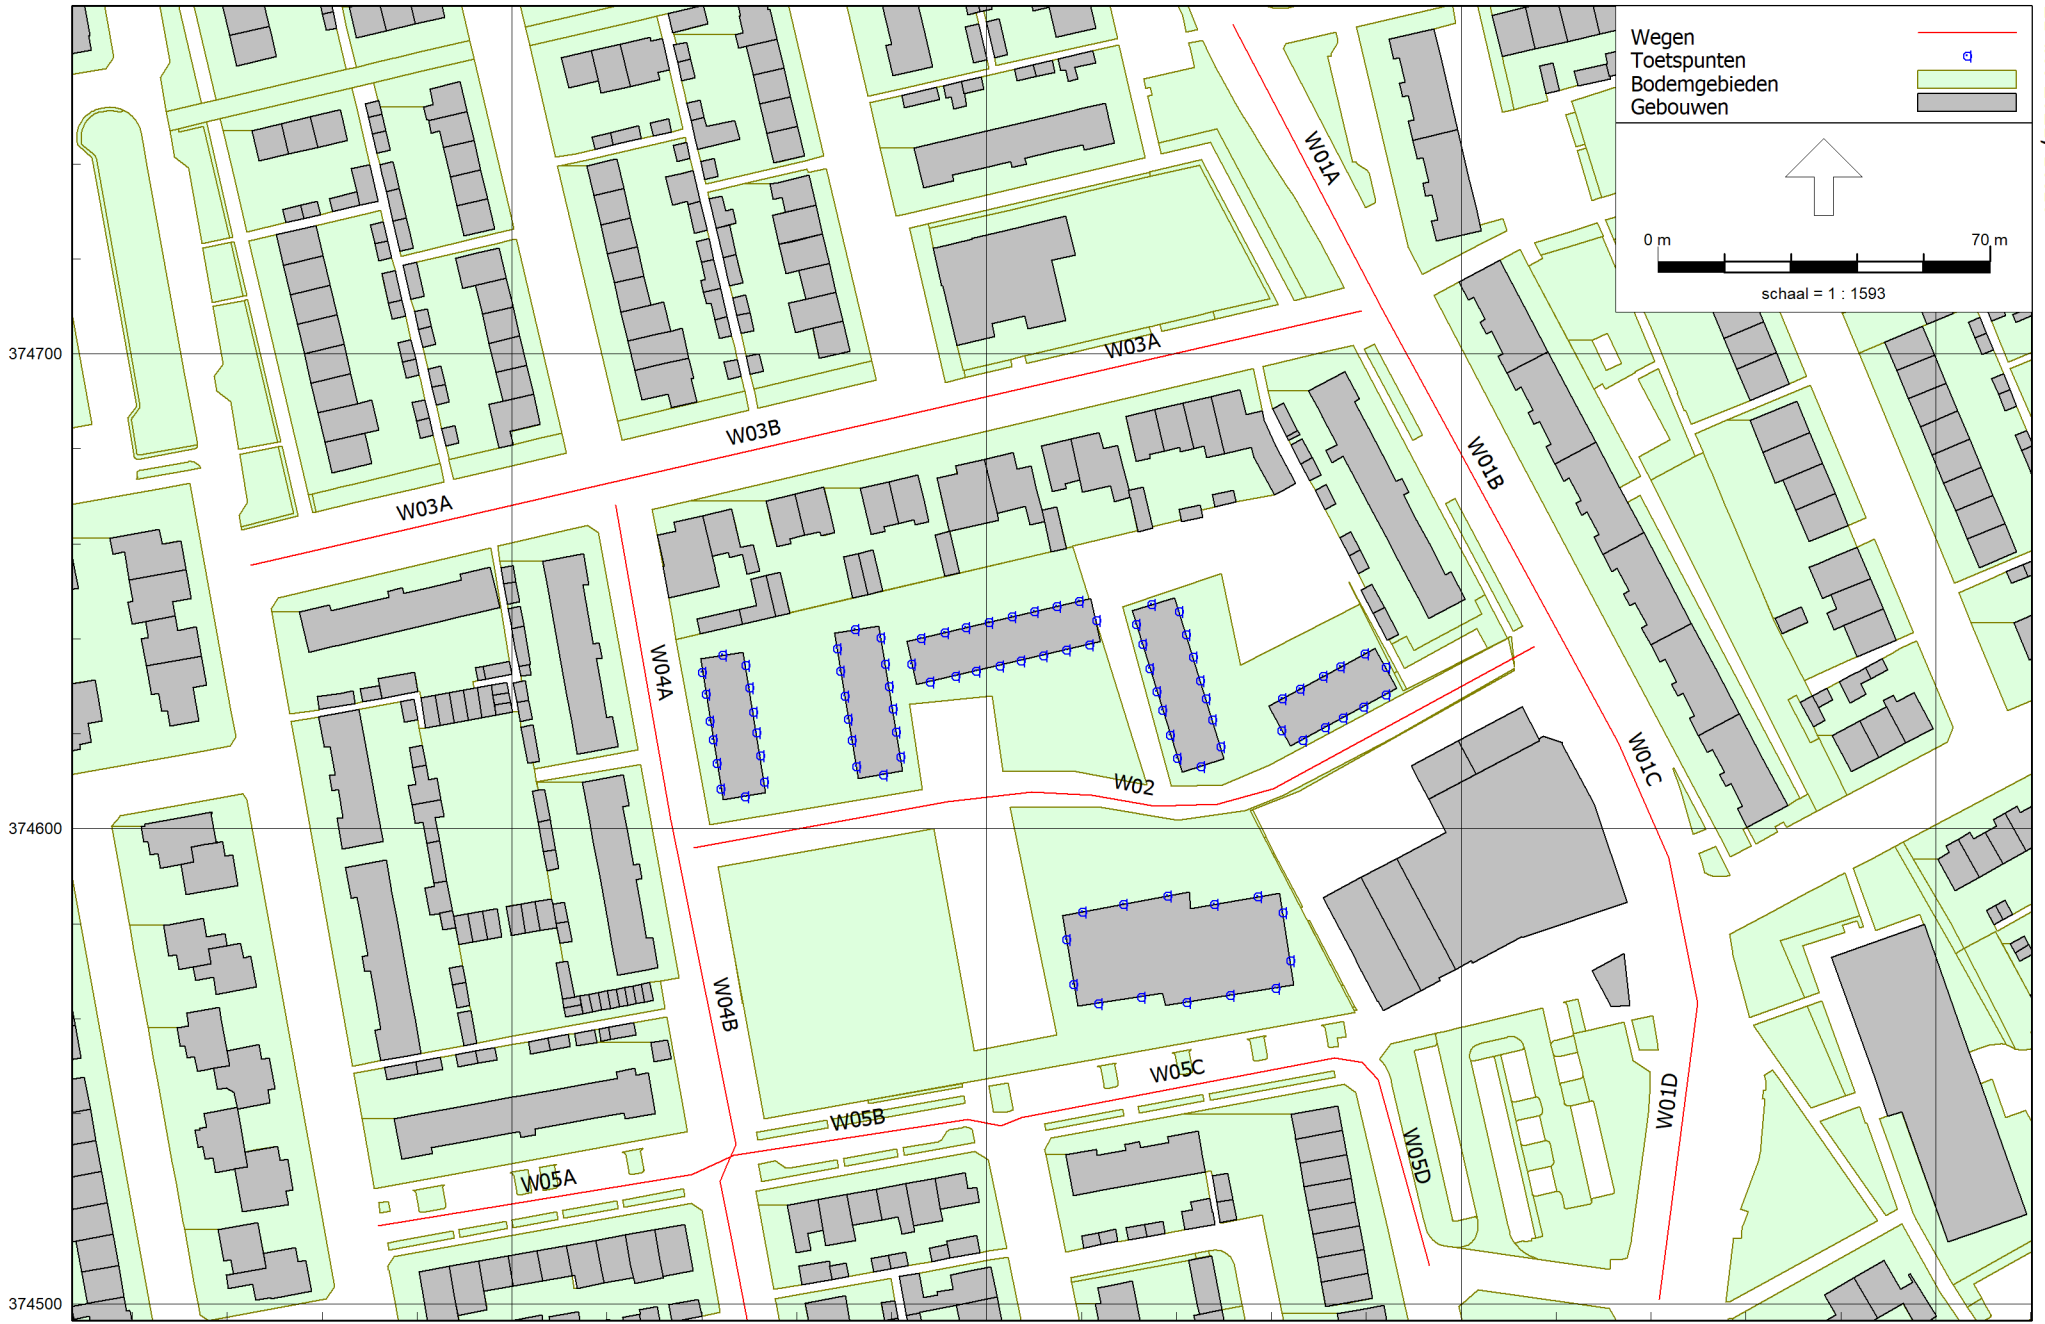 Wegen
Toetspunten
Bodemgebieden
Gebouwen
0 m 70 m
schaal = 1 : 1593
W01A
374700
W03A
W03B
W01B
W03A
W04A
W01C
W02
374600
W04B
W05C
W01D
W05B
W05D
W05A
374500